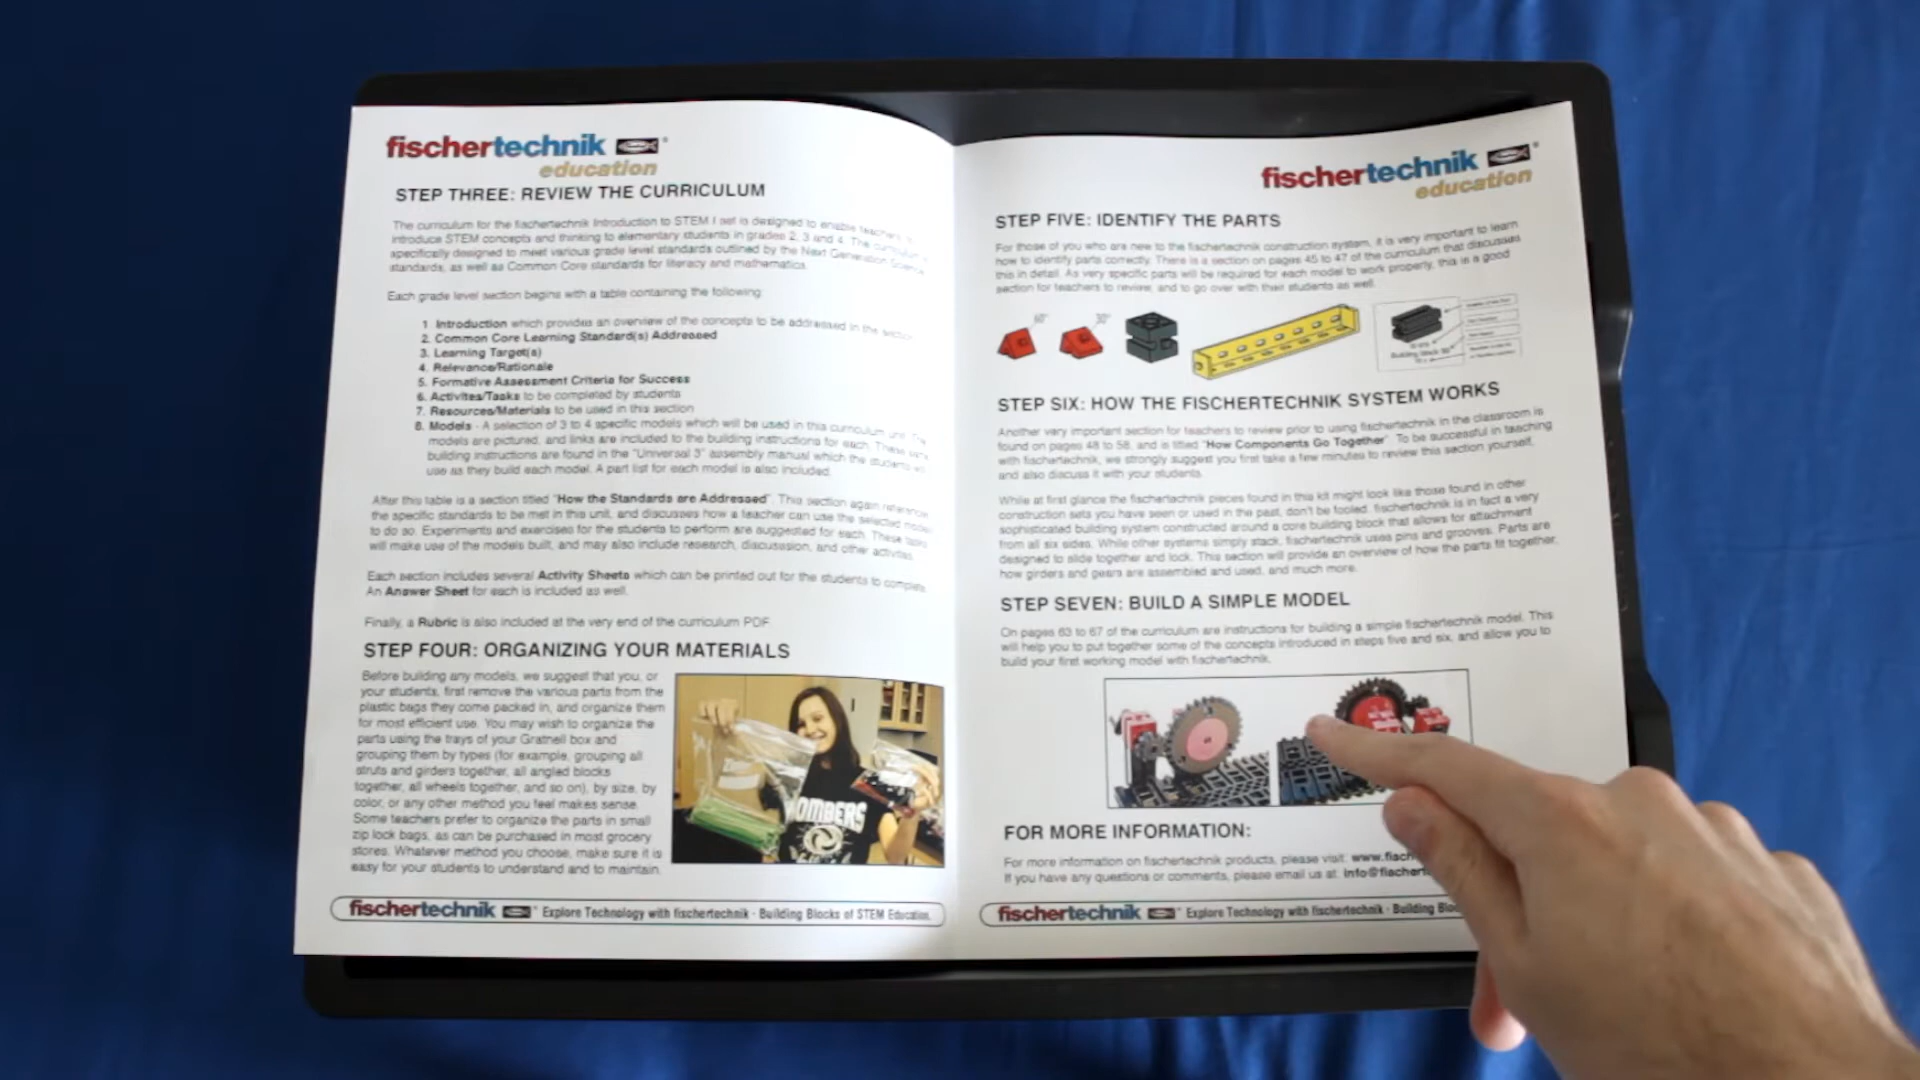 fischertechnik
education
STEP THREE: REVIEW THE CURRICULUM
The curriculum for the fischertechnik Introduction to STEM I set is designed to enable teachers to
introduce STEM concepts and thinking to elementary students in grades 2, 3 and 4. The curriculum is
specifically designed to meet various grade level standards outlined by the Next Generation Science
standards, as well as Common Core standards for literacy and mathematics.
Each grade level section begins with a table containing the following:
1 Introduction which provides an overview of the concepts to be addressed in the section
2. Common Core Learning Standard(s) Addressed
3. Learning Target(s)
4. Relevance/Rationale
5. Formative Assessment Criteria for Success
6. Activites/Tasks to be completed by students
7. Resources/Materials to be used in this section
8. Models - A selection of 3 to 4 specific models which will be used in this curriculum unit. The
models are pictured, and links are included to the building instructions for each. These
building instructions are found in the "Universal 3" assembly manual which the students will
use as they build each model. A part list for each model is also included.
After this table is a section titled "How the Standards are Addressed". This section again references
the specific standards to be met in this unit, and discusses how a teacher can use the selected models
to do so. Experiments and exercises for the students to perform are suggested for each. These tasks
will make use of the models built, and may also include research, discussion, and other activities.
Each section includes several Activity Sheets which can be printed out for the students to complete.
An Answer Sheet for each is included as well.
Finally, a Rubric is also included at the very end of the curriculum PDF
STEP FOUR: ORGANIZING YOUR MATERIALS
Before building any models, we suggest that you, or
your students, first remove the various parts from the
plastic bags they come packed in, and organize them
for most efficient use. You may wish to organize the
parts using the trays of your Gratnell box and
grouping them by types (for example, grouping all
struts and girders together, all angled blocks
together, all wheels together, and so on), by size, by
color, or any other method you feel makes sense.
Some teachers prefer to organize the parts in small
zip lock bags, as can be purchased in most grocery
stores. Whatever method you choose, make sure it is
easy for your students to understand and to maintain.
OMBERS
fischertechnik Explore Technology with fischertechnik - Building Blocks of STEM Education.
fischertechnik
education
STEP FIVE: IDENTIFY THE PARTS
For those of you who are new to the fischertechnik construction system, it is very important to learn
how to identify parts correctly. There is a section on pages 45 to 47 of the curriculum that discusses
this in detail. As very specific parts will be required for each model to work properly, this is a good
section for teachers to review, and to go over with their students as well.
60° 30°
Building block 30
STEP SIX: HOW THE FISCHERTECHNIK SYSTEM WORKS
Another very important section for teachers to review prior to using fischertechnik in the classroom is
found on pages 48 to 58, and is titled "How Components Go Together" To be successful in teaching
with fischertechnik, we strongly suggest you first take a few minutes to review this section yourself,
and also discuss it with your students.
While at first glance the fischertechnik pieces found in this kit might look like those found in other
construction sets you have seen or used in the past, don't be fooled. fischertechnik is in fact a very
sophisticated building system constructed around a core building block that allows for attachment
from all six sides. While other systems simply stack, fischertechnik uses pins and grooves. Parts are
designed to slide together and lock. This section will provide an overview of how the parts fit together,
how girders and gears are assembled and used, and much more.
STEP SEVEN: BUILD A SIMPLE MODEL
On pages 63 to 67 of the curriculum are instructions for building a simple fischertechnik model. This
will help you to put together some of the concepts introduced in steps five and six, and allow you to
build your first working model with fischertechnik.
FOR MORE INFORMATION:
For more information on fischertechnik products, please visit: www.fisch
If you have any questions or comments, please email us at: info@fischert
fischertechnik Explore Technology with fischertechnik - Building Blo